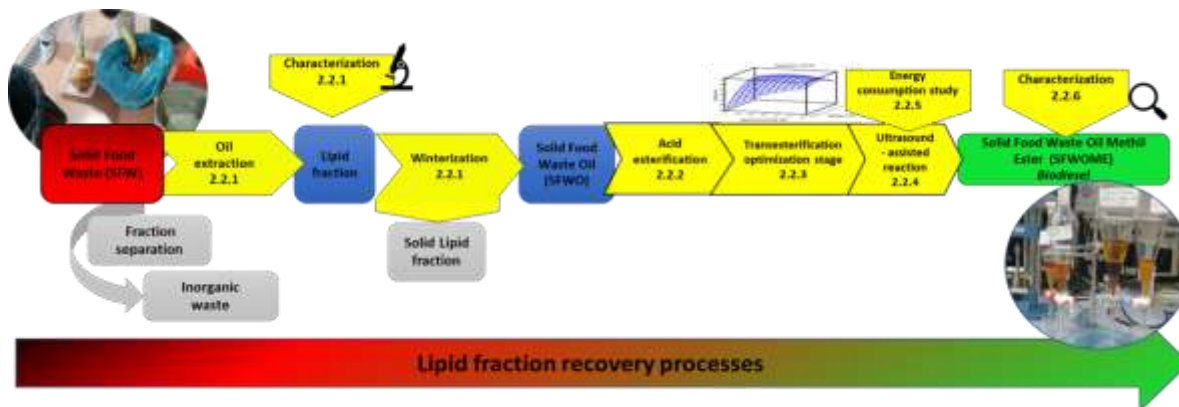 Characterization
2.2.1
Energy
consumption study
2.2.5
Characterization
2.2.6
Solid Food
Waste (SFW)
Oil
extraction
2.2.1
Lipid
fraction
Winterization
2.2.1
Solid Food
Waste Oil
(SFWO)
Acid
esterification
2.2.2
Transesterification
optimization stage
2.2.3
Ultrasound
- assisted
reaction
2.2.4
Solid Food Waste Oil Methil
Ester (SFWOME)
Biodiesel
Fraction
separation
Solid Lipid
fraction
Inorganic
waste
Lipid fraction recovery processes